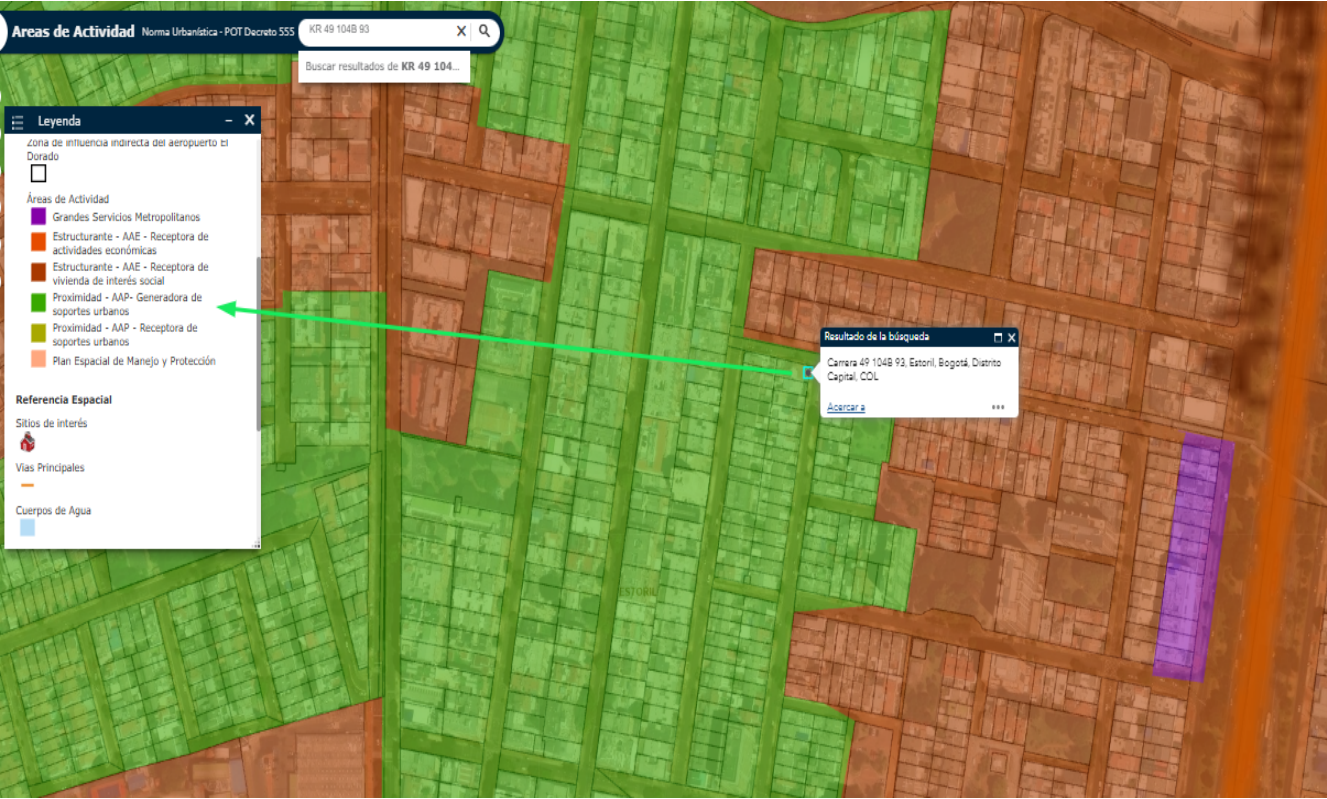 Areas de Actividad Norma Urbanística - POT Decreto 555
KR 49 104B 93 X
Buscar resultados de KR 49 104...
Leyenda – X
Zona de influencia indirecta del aeropuerto El
Dorado
Áreas de Actividad
Grandes Servicios Metropolitanos
Estructurante - AAE - Receptora de
actividades económicas
Estructurante - AAE - Receptora de
vivienda de interés social
Proximidad - AAP- Generadora de
soportes urbanos
Proximidad - AAP - Receptora de
soportes urbanos
Plan Espacial de Manejo y Protección
Referencia Espacial
Sitios de interés
Vias Principales
Cuerpos de Agua
Resultado de la búsqueda
Carrera 49 104B 93, Estoril, Bogotá, Distrito
Capital, COL
Acercar a •••
ESTORIL